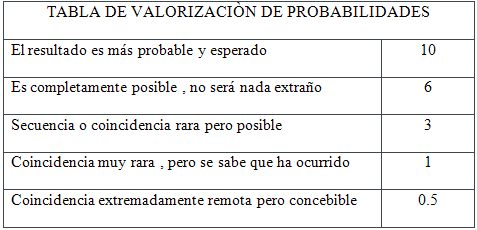 TABLA DE VALORIZACIÒN DE PROBABILIDADES
El resultado es más probable y esperado 10
Es completamente posible , no será nada extraño 6
Secuencia o coincidencia rara pero posible 3
Coincidencia muy rara , pero se sabe que ha ocurrido 1
Coincidencia extremadamente remota pero concebible 0.5